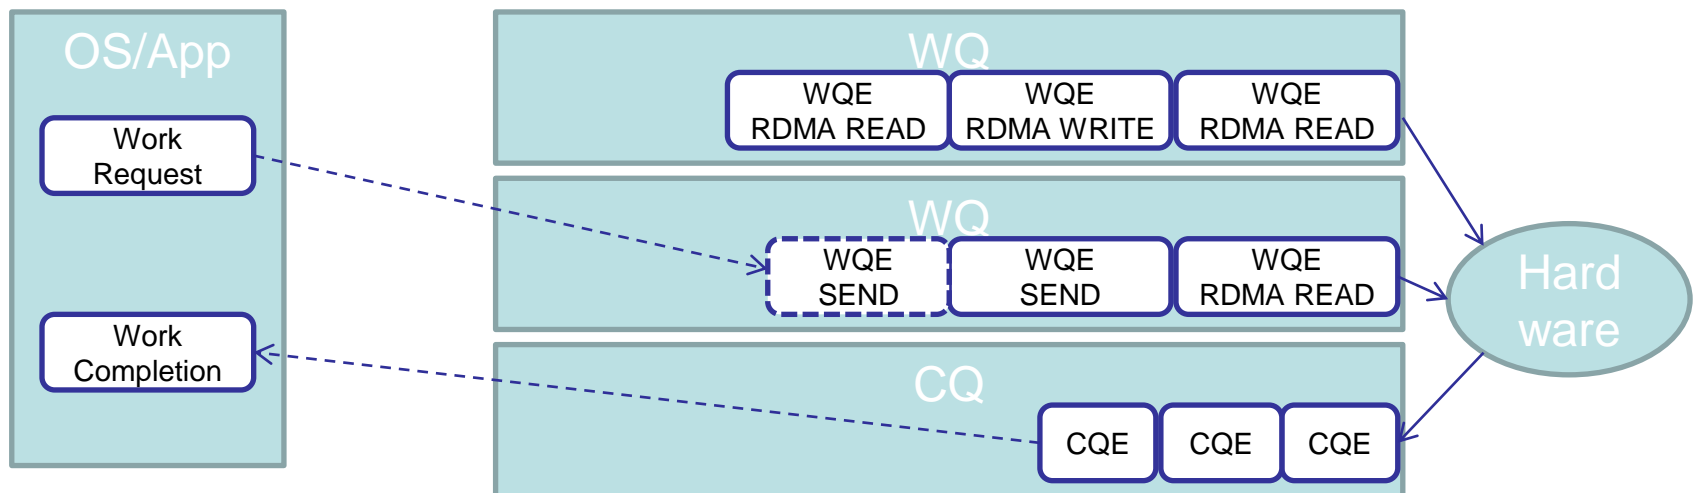 OS/App
Work
Request
Work
Completion
WQ
WQE
RDMA READ
WQE
RDMA WRITE
WQE
RDMA READ
WQ
WQE
SEND
WQE
SEND
WQE
RDMA READ
CQ
CQE
CQE
CQE
Hard
ware